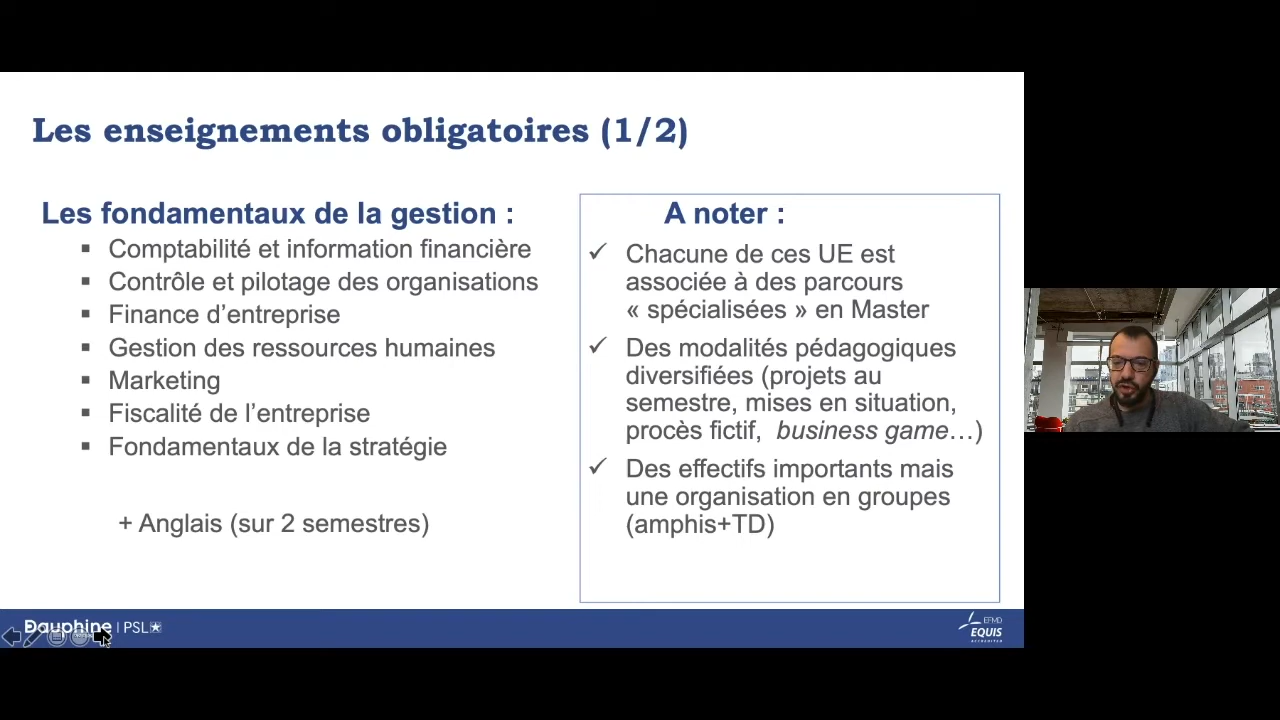 Les enseignements obligatoires (1/2)
Les fondamentaux de la gestion :
▪ Comptabilité et information financière
▪ Contrôle et pilotage des organisations
▪ Finance d’entreprise
▪ Gestion des ressources humaines
▪ Marketing
▪ Fiscalité de l’entreprise
▪ Fondamentaux de la stratégie
+ Anglais (sur 2 semestres)
A noter :
✓ Chacune de ces UE est
associée à des parcours
« spécialisées » en Master
✓ Des modalités pédagogiques
diversifiées (projets au
semestre, mises en situation,
procès fictif, business game…)
✓ Des effectifs importants mais
une organisation en groupes
(amphis+TD)
Dauphine | PSL
EFMD
EQUIS
ACCREDITED